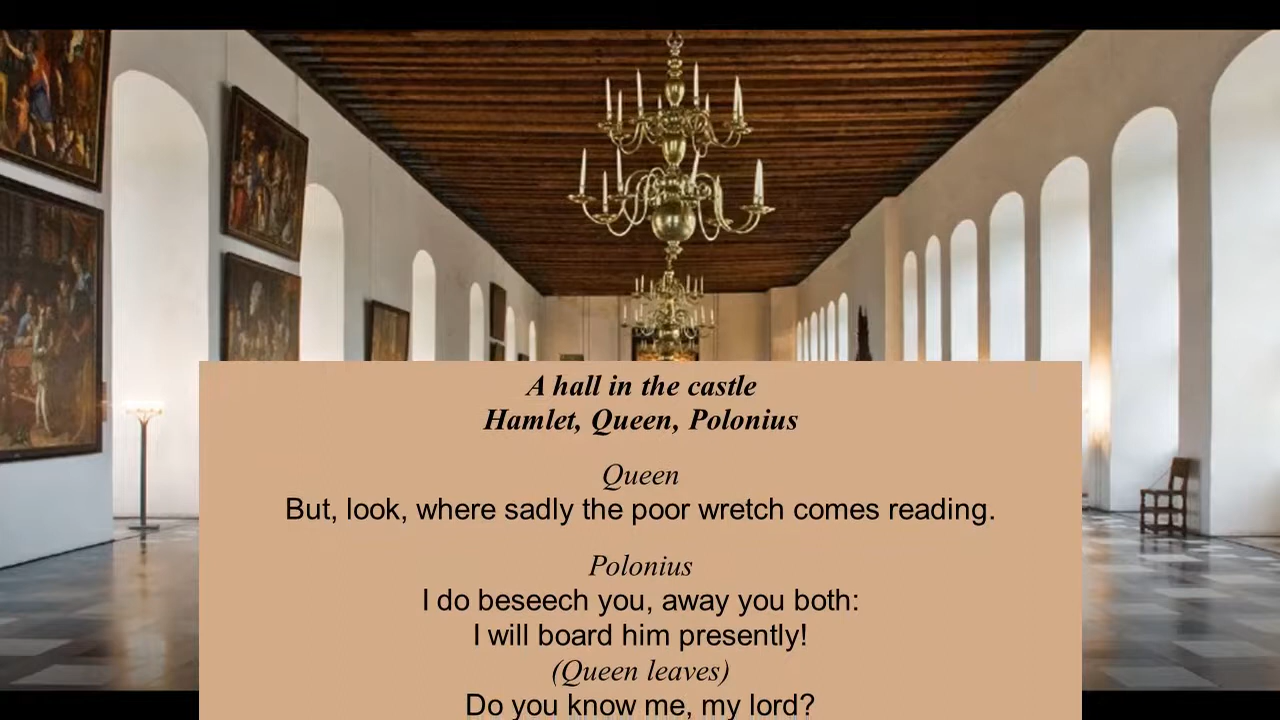 A hall in the castle
Hamlet, Queen, Polonius
Queen
But, look, where sadly the poor wretch comes reading.
Polonius
I do beseech you, away you both:
I will board him presently!
(Queen leaves)
Do you know me, my lord?